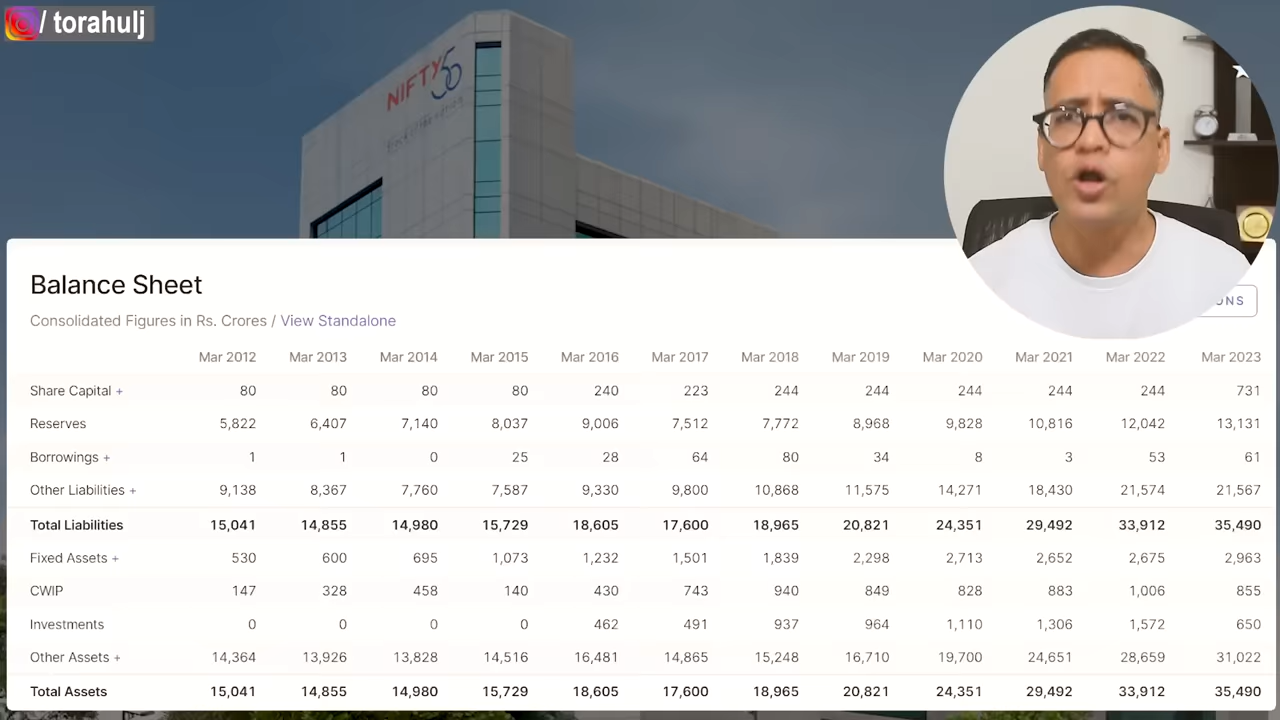 / torahulj
NIFTY 50
Balance Sheet
Consolidated Figures in Rs. Crores / View Standalone
Mar 2012 Mar 2013 Mar 2014 Mar 2015 Mar 2016 Mar 2017 Mar 2018 Mar 2019 Mar 2020 Mar 2021 Mar 2022 Mar 2023
Share Capital + 80 80 80 80 240 223 244 244 244 244 244 731
Reserves 5,822 6,407 7,140 8,037 9,006 7,512 7,772 8,968 9,828 10,816 12,042 13,131
Borrowings + 1 1 0 25 28 64 80 34 8 3 53 61
Other Liabilities + 9,138 8,367 7,760 7,587 9,330 9,800 10,868 11,575 14,271 18,430 21,574 21,567
Total Liabilities 15,041 14,855 14,980 15,729 18,605 17,600 18,965 20,821 24,351 29,492 33,912 35,490
Fixed Assets + 530 600 695 1,073 1,232 1,501 1,839 2,298 2,713 2,652 2,675 2,963
CWIP 147 328 458 140 430 743 940 849 828 883 1,006 855
Investments 0 0 0 0 462 491 937 964 1,110 1,306 1,572 650
Other Assets + 14,364 13,926 13,828 14,516 16,481 14,865 15,248 16,710 19,700 24,651 28,659 31,022
Total Assets 15,041 14,855 14,980 15,729 18,605 17,600 18,965 20,821 24,351 29,492 33,912 35,490